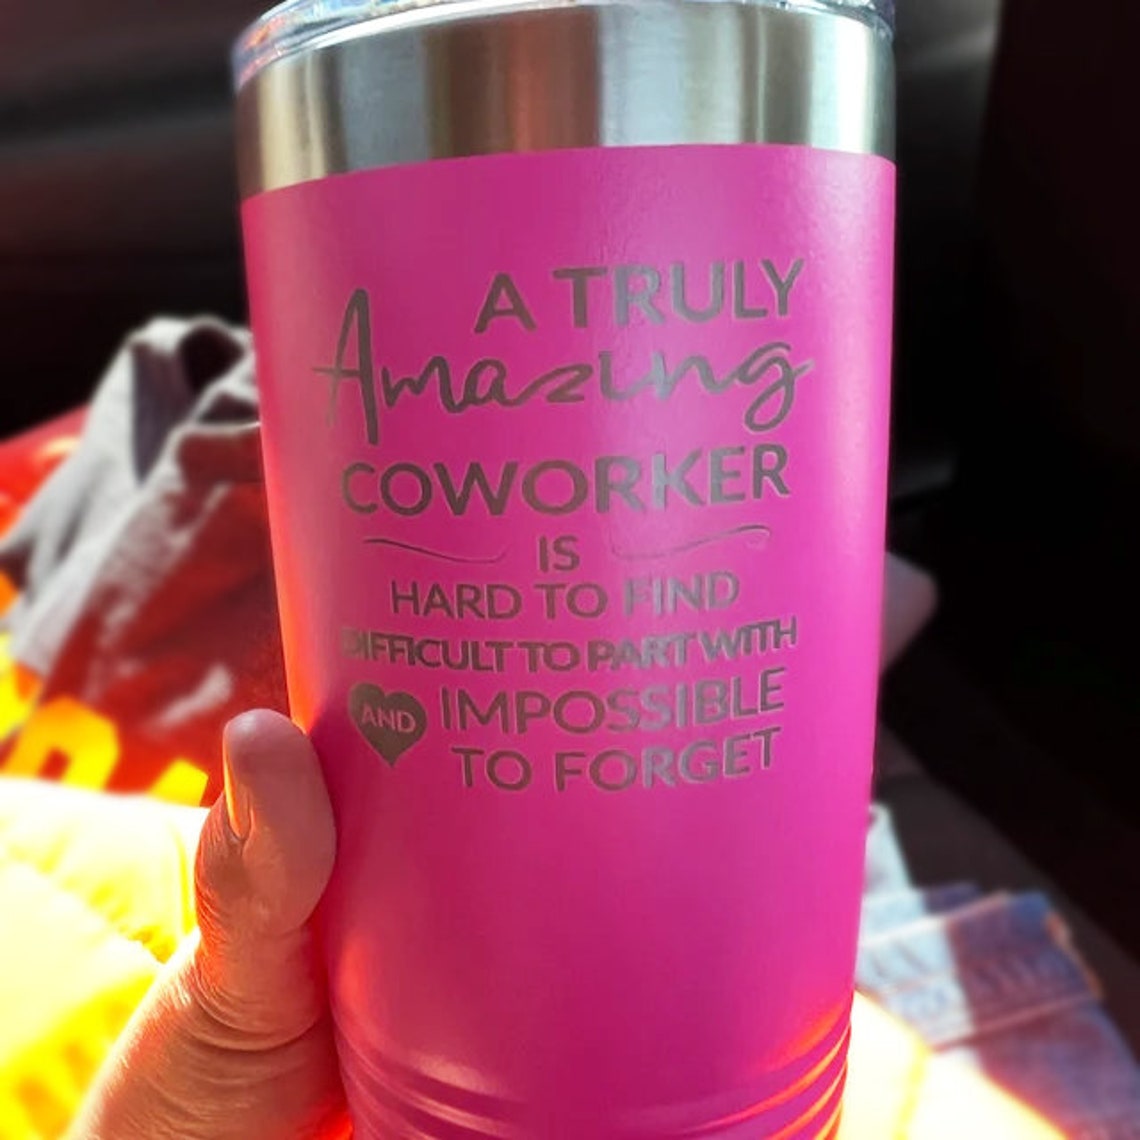 A TRULY
Amazing
COWORKER
IS
HARD TO FIND
DIFFICULT TO PART WITH
AND IMPOSSIBLE
TO FORGET